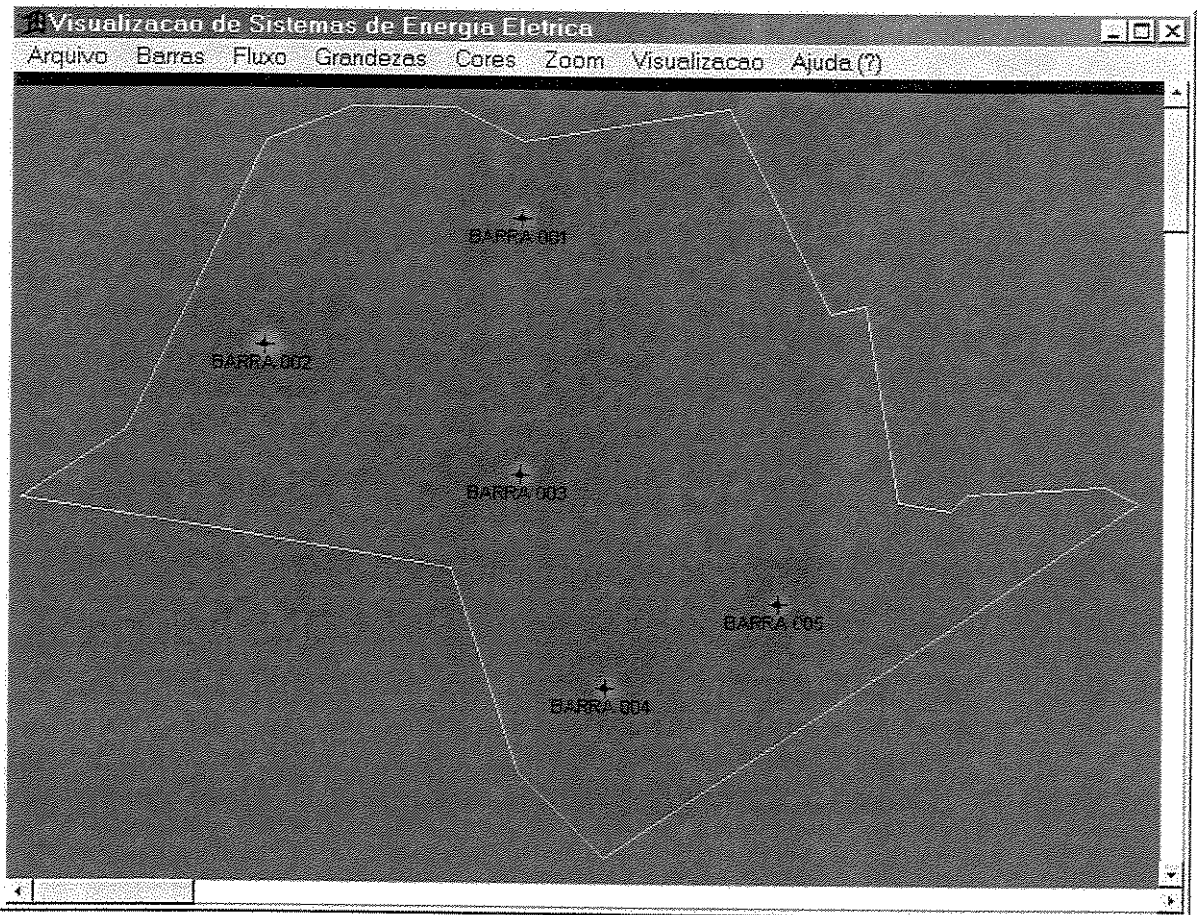 Visualizacao de Sistemas de Energia Eletrica
Arquivo Barras Fluxo Grandezas Cores Zoom Visualizacao Ajuda (?)
BARRA 001
BARRA 002
BARRA 003
BARRA 005
BARRA 004